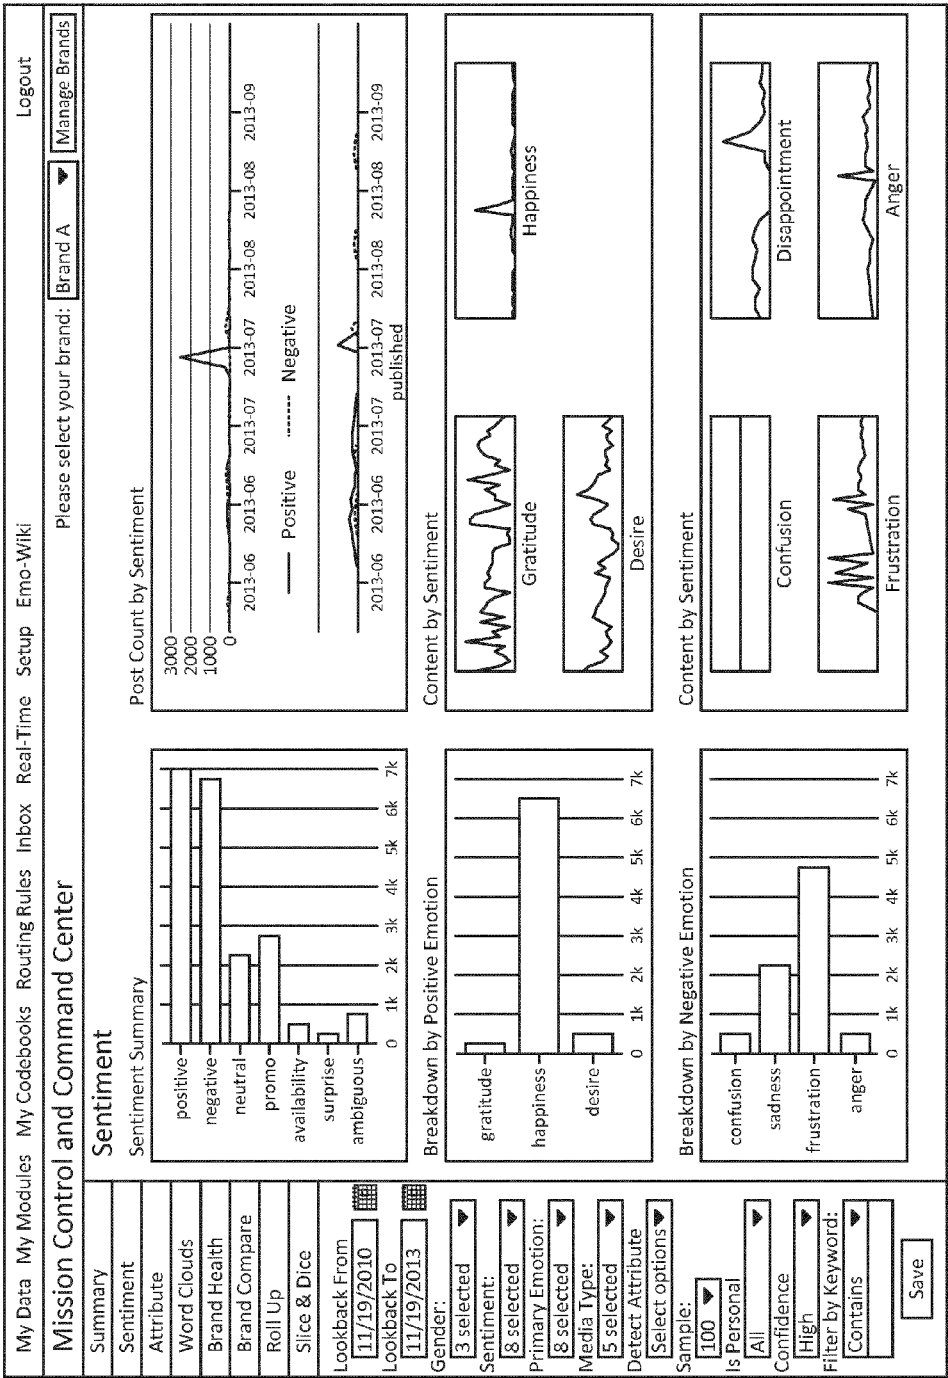 My Data My Modules My Codebooks Routing Rules Inbox Real-Time Setup Emo-Wiki Logout
Mission Control and Command Center
Please select your brand: Brand A Manage Brands
Summary
Sentiment
Attribute
Word Clouds
Brand Health
Brand Compare
Roll Up
Slice & Dice
Lookback From
11/19/2010
Lookback To
11/19/2013
Gender:
3 selected
Sentiment:
8 selected
Primary Emotion:
8 selected
Media Type:
5 selected
Detect Attribute
Select options
Sample:
100
Is Personal
All
Confidence
High
Filter by Keyword:
Contains
Save
Sentiment
Sentiment Summary
positive
negative
neutral
promo
availability
surprise
ambiguous
0 1k 2k 3k 4k 5k 6k 7k
Post Count by Sentiment
3000
2000
1000
0
2013-06 2013-06 2013-07 2013-07 2013-08 2013-08 2013-09
Positive Negative
2013-06 2013-06 2013-07 2013-07 2013-08 2013-08 2013-09
published
Breakdown by Positive Emotion
gratitude
happiness
desire
0 1k 2k 3k 4k 5k 6k 7k
Content by Sentiment
Gratitude Happiness
Desire
Breakdown by Negative Emotion
confusion
sadness
frustration
anger
0 1k 2k 3k 4k 5k 6k 7k
Content by Sentiment
Confusion Disappointment
Frustration Anger